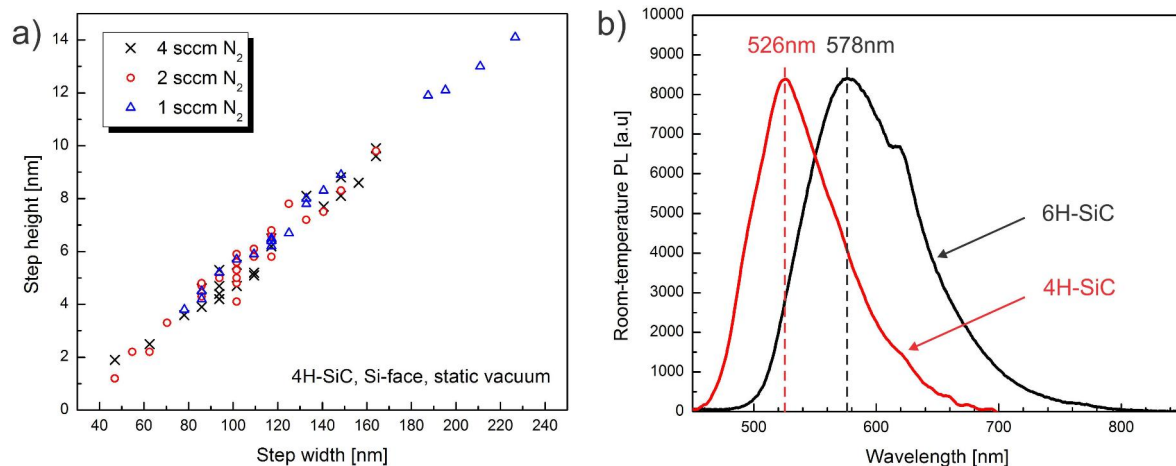 a)
Step height [nm]
14
12
10
8
6
4
2
0
4 sccm N₂
2 sccm N₂
1 sccm N₂
4H-SiC, Si-face, static vacuum
40 60 80 100 120 140 160 180 200 220 240
Step width [nm]
b)
Room-temperature PL [a.u]
10000
9000
8000
7000
6000
5000
4000
3000
2000
1000
0
526nm 578nm
6H-SiC
4H-SiC
500 600 700 800
Wavelength [nm]